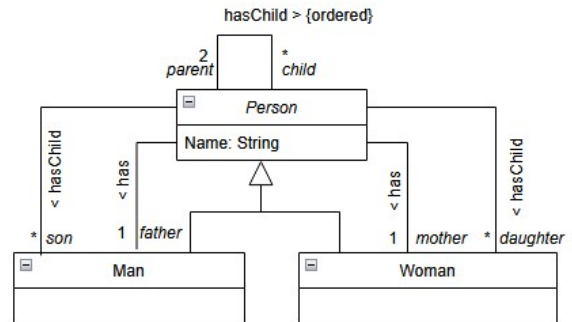 hasChild > {ordered}
2
*
parent
child
Person
Name: String
< hasChild
< has
< has
< hasChild
* son
1 father
1 mother
* daughter
Man
Woman